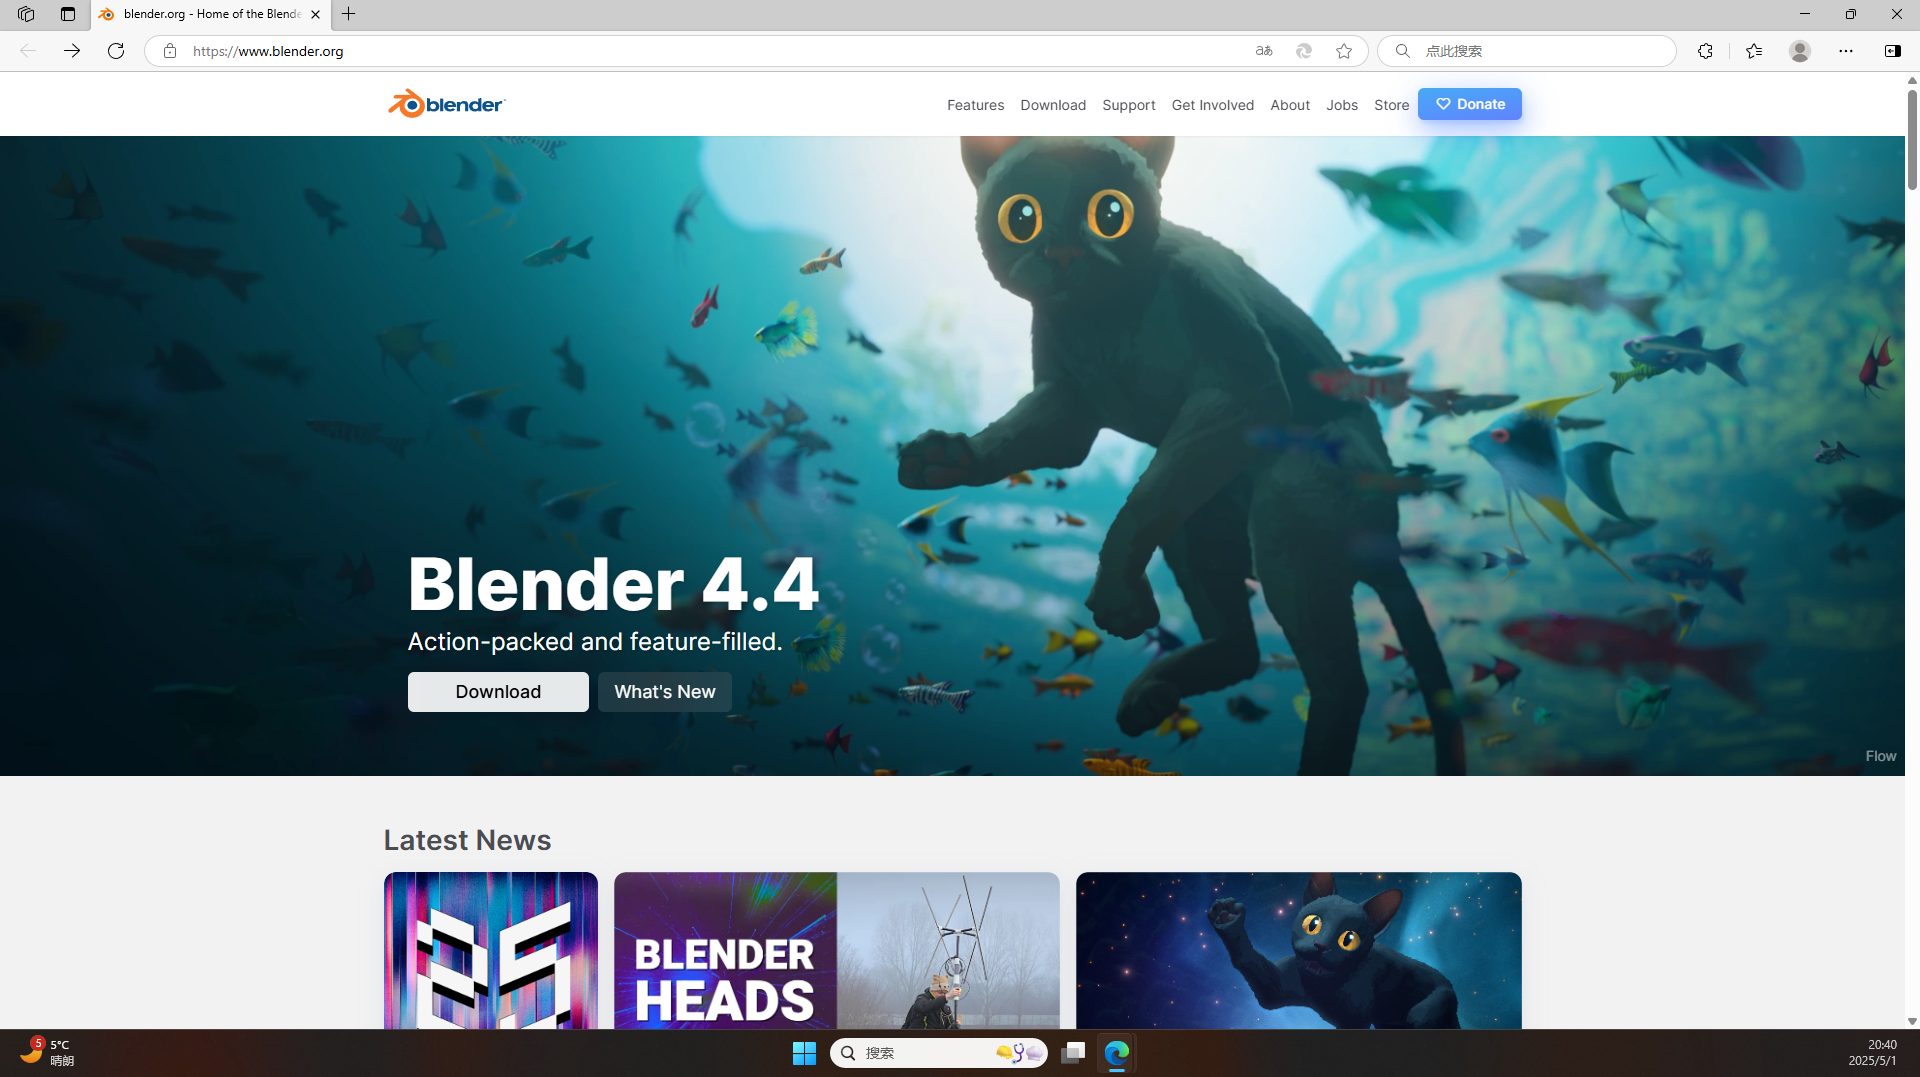 blender.org - Home of the Blende
https://www.blender.org
点此搜索
blender
Features
Download
Support
Get Involved
About
Jobs
Store
Donate
Blender 4.4
Action-packed and feature-filled.
Download
What's New
Flow
Latest News
BLENDER
HEADS
5
5°C
晴朗
搜索
20:40
2025/5/1